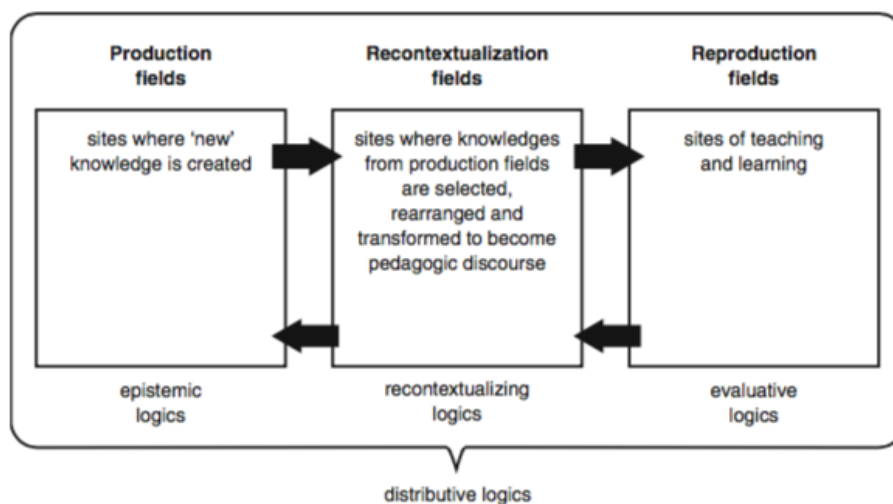 Production
fields
Recontextualization
fields
Reproduction
fields
sites where ‘new’
knowledge is created
sites where knowledges
from production fields
are selected,
rearranged and
transformed to become
pedagogic discourse
sites of teaching
and learning
epistemic
logics
recontextualizing
logics
evaluative
logics
distributive logics